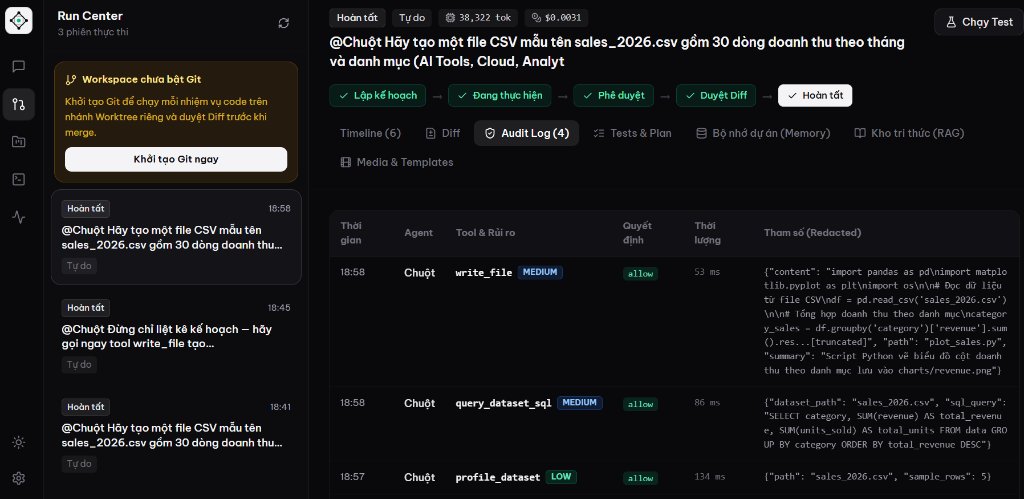 Run Center
3 phiên thực thi
Workspace chưa bật Git
Khởi tạo Git để chạy mỗi nhiệm vụ code trên
nhánh Worktree riêng và duyệt Diff trước khi
merge.
Khởi tạo Git ngay
Hoàn tất 18:58
@Chuột Hãy tạo một file CSV mẫu tên
sales_2026.csv gồm 30 dòng doanh thu...
Tự do
Hoàn tất 18:45
@Chuột Đừng chỉ liệt kê kế hoạch — hãy
gọi ngay tool write_file tạo...
Tự do
Hoàn tất 18:41
@Chuột Hãy tạo một file CSV mẫu tên
sales_2026.csv gồm 30 dòng doanh thu...
Tự do
Hoàn tất Tự do 38,322 tok $0.0031
Chạy Test
@Chuột Hãy tạo một file CSV mẫu tên sales_2026.csv gồm 30 dòng doanh thu theo tháng
và danh mục (AI Tools, Cloud, Analyt
Lập kế hoạch → Đang thực hiện → Phê duyệt → Duyệt Diff → Hoàn tất
Timeline (6) Diff Audit Log (4) Tests & Plan Bộ nhớ dự án (Memory) Kho tri thức (RAG)
Media & Templates
Thời gian Agent Tool & Rủi ro Quyết định Thời lượng Tham số (Redacted)
18:58 Chuột write_file MEDIUM allow 53 ms
{"content": "import pandas as pd\nimport matplo
tlib.pyplot as plt\nimport os\n\n# Đọc dữ liệu
từ file CSV\ndf = pd.read_csv('sales_2026.csv')
\n\n# Tổng hợp doanh thu theo danh mục\ncategor
y_sales = df.groupby('category')['revenue'].sum
().res...[truncated]", "path": "plot_sales.py",
"summary": "Script Python vẽ biểu đồ cột doanh
thu theo danh mục lưu vào charts/revenue.png"}
18:58 Chuột query_dataset_sql MEDIUM allow 86 ms
{"dataset_path": "sales_2026.csv", "sql_query":
"SELECT category, SUM(revenue) AS total_revenu
e, SUM(units_sold) AS total_units FROM data GRO
UP BY category ORDER BY total_revenue DESC"}
18:57 Chuột profile_dataset LOW allow 134 ms
{"path": "sales_2026.csv", "sample_rows": 5}